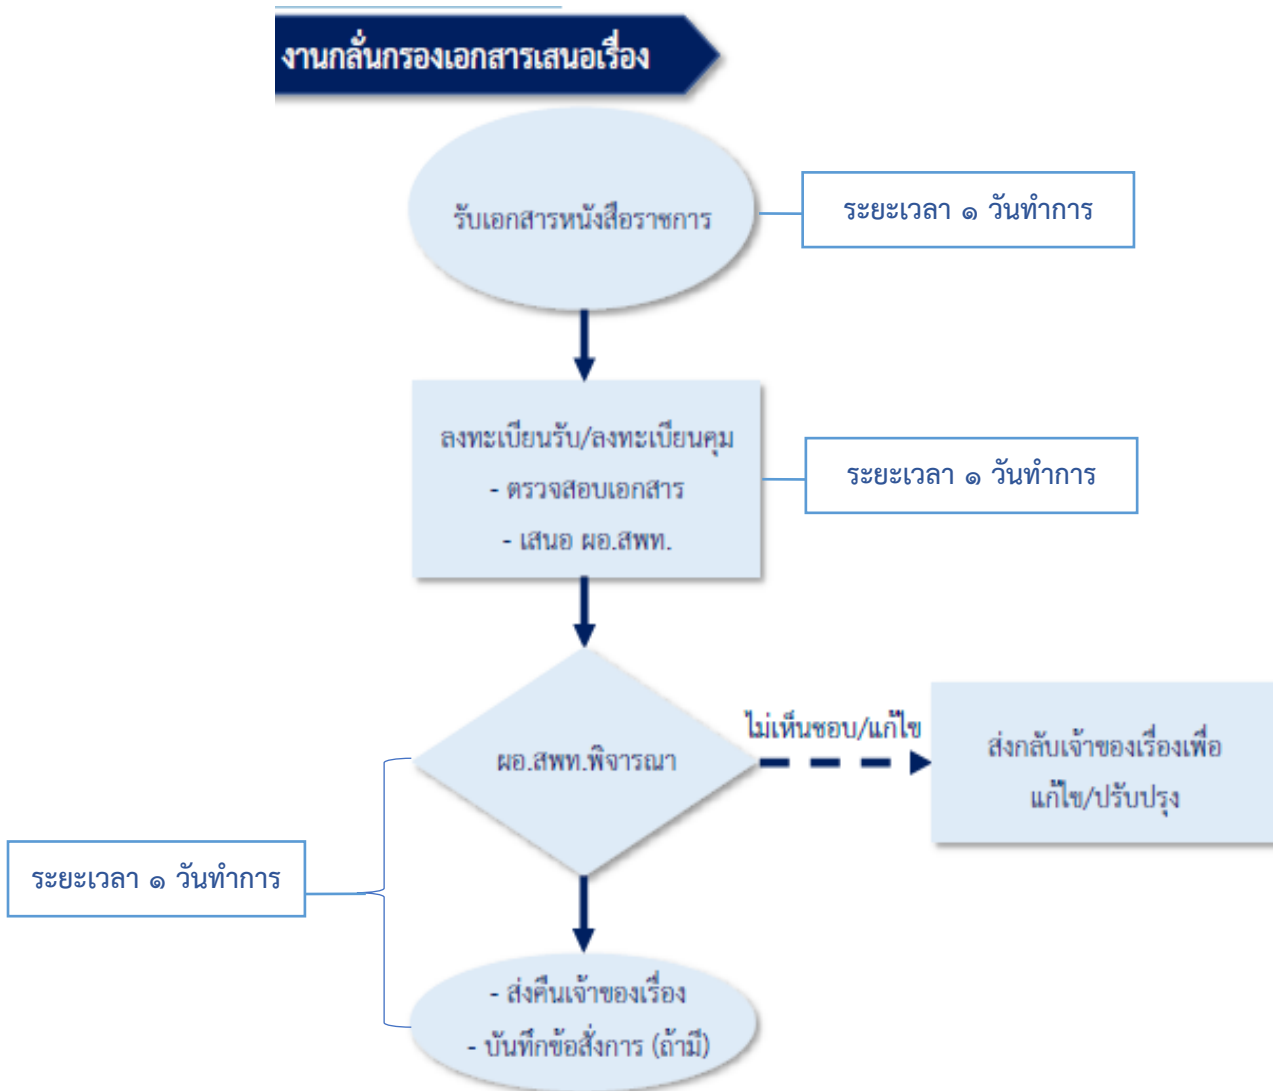 งานกลั่นกรองเอกสารเสนอเรื่อง
รับเอกสารหนังสือราชการ
ระยะเวลา ๑ วันทำการ
ลงทะเบียนรับ/ลงทะเบียนคุม
- ตรวจสอบเอกสาร
- เสนอ ผอ.สพท.
ระยะเวลา ๑ วันทำการ
ผอ.สพท.พิจารณา
ไม่เห็นชอบ/แก้ไข
ส่งกลับเจ้าของเรื่องเพื่อ
แก้ไข/ปรับปรุง
ระยะเวลา ๑ วันทำการ
- ส่งคืนเจ้าของเรื่อง
- บันทึกข้อสั่งการ (ถ้ามี)